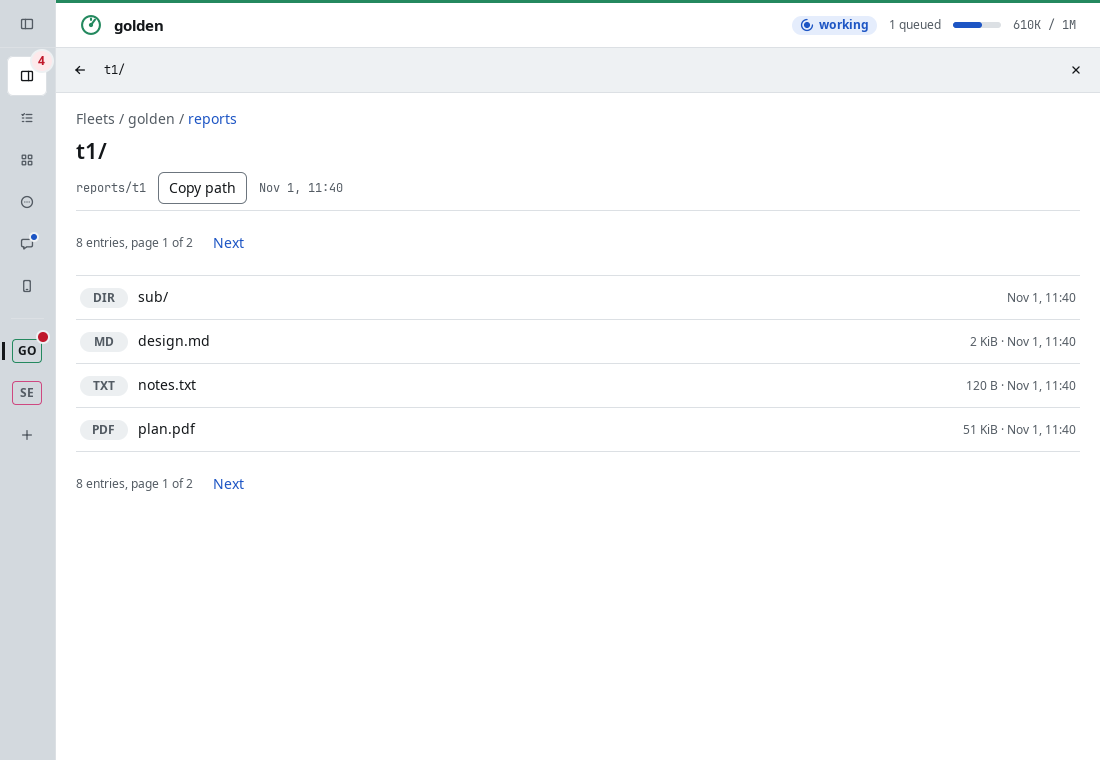 golden
working
1 queued
610K / 1M
4
t1/
Fleets / golden / reports
t1/
reports/t1
Copy path
Nov 1, 11:40
8 entries, page 1 of 2
Next
DIR sub/ Nov 1, 11:40
MD design.md 2 KiB · Nov 1, 11:40
TXT notes.txt 120 B · Nov 1, 11:40
PDF plan.pdf 51 KiB · Nov 1, 11:40
8 entries, page 1 of 2
Next
GO
SE